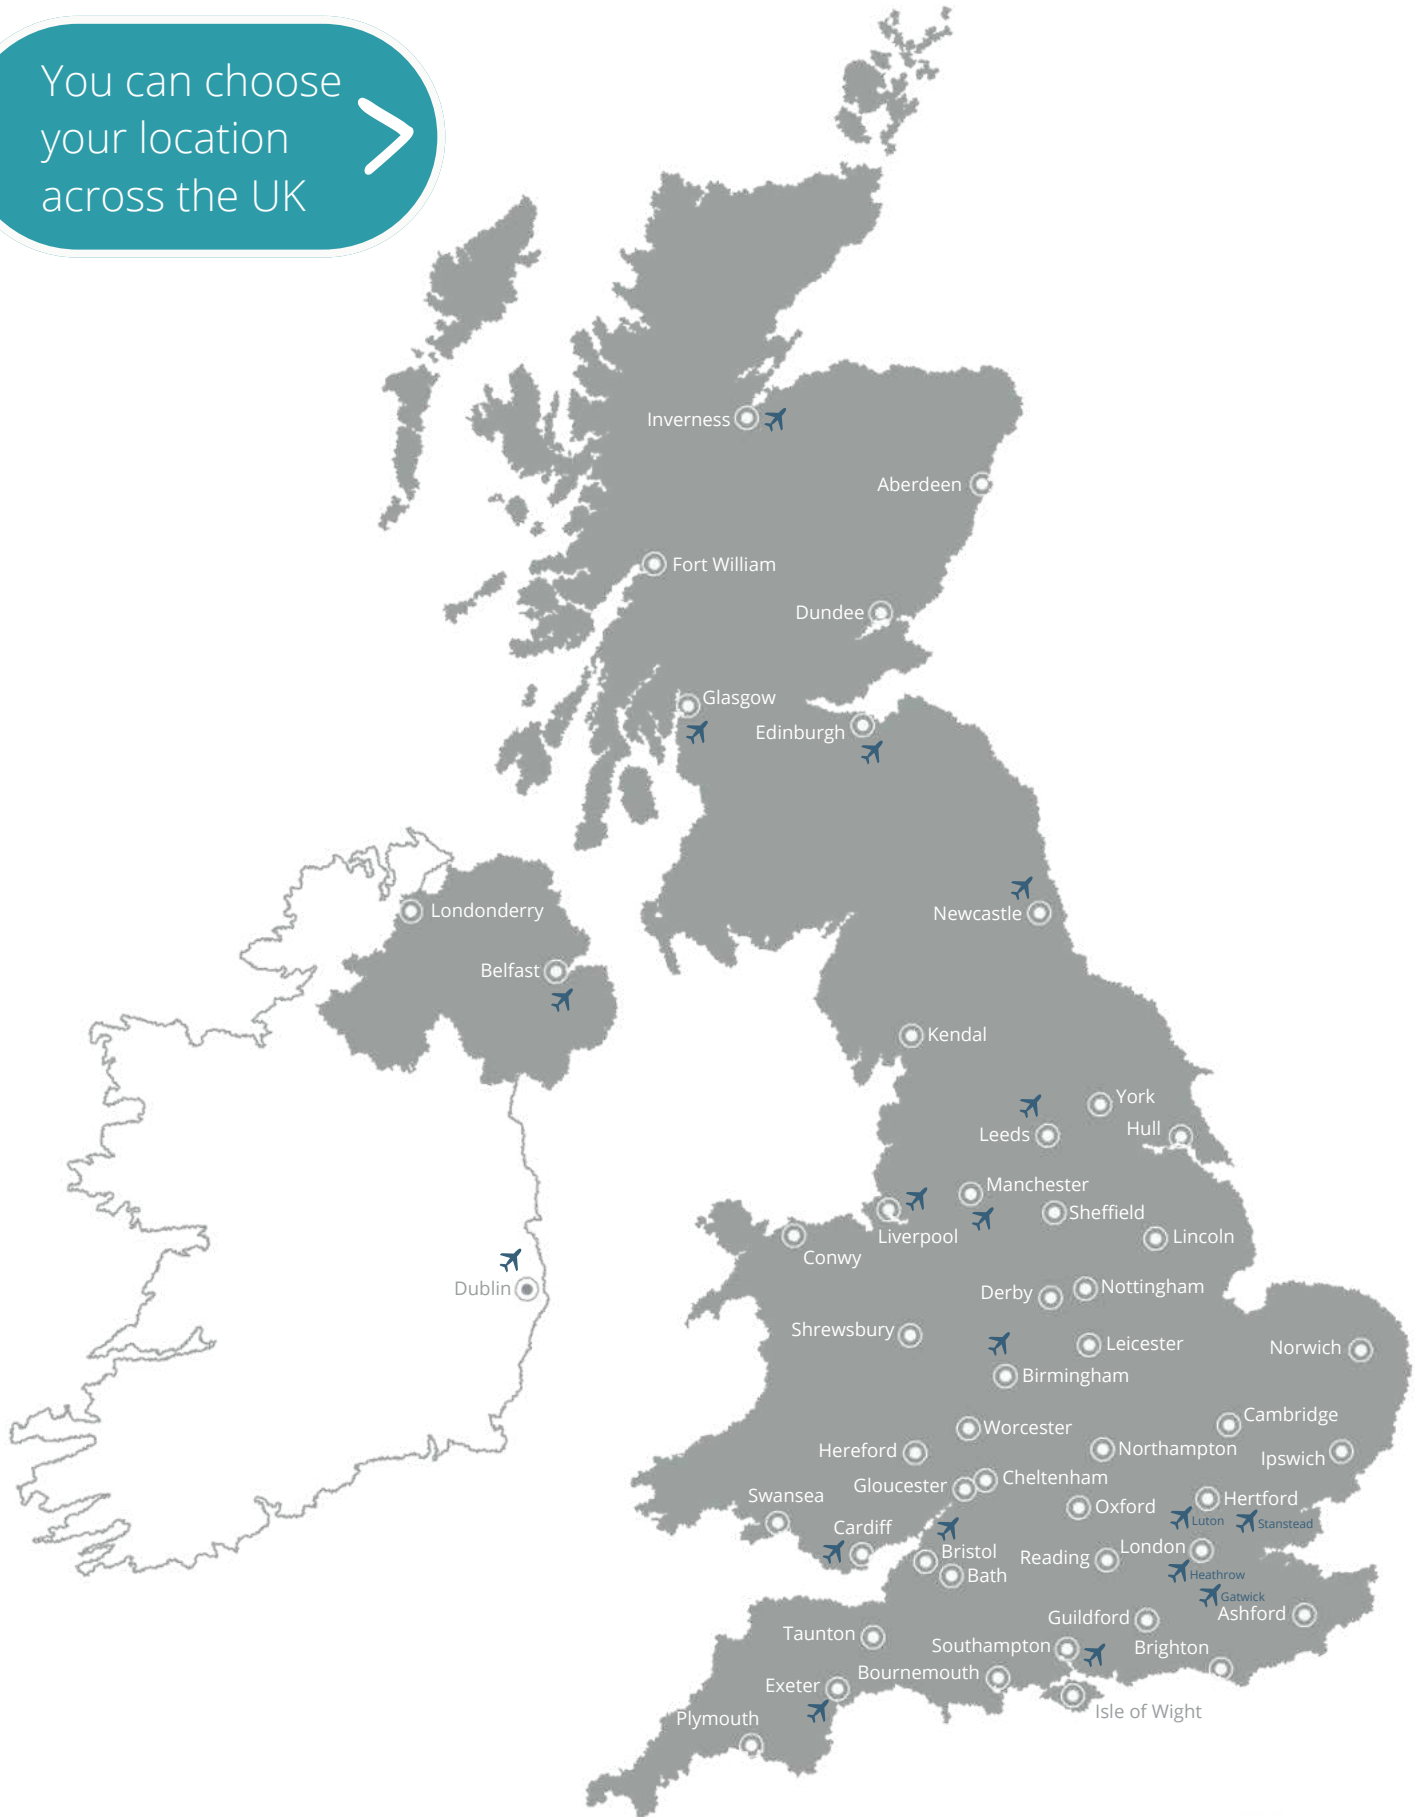 You can choose
your location
across the UK
Inverness
Aberdeen
Fort William
Dundee
Glasgow
Edinburgh
Londonderry
Newcastle
Belfast
Kendal
York
Hull
Leeds
Manchester
Sheffield
Liverpool
Lincoln
Conwy
Dublin
Derby
Nottingham
Shrewsbury
Leicester
Norwich
Birmingham
Cambridge
Worcester
Northampton
Hereford
Ipswich
Cheltenham
Gloucester
Swansea
Oxford
Hertford
Luton
Stanstead
Cardiff
London
Bristol
Reading
Bath
Heathrow
Gatwick
Ashford
Guildford
Taunton
Southampton
Brighton
Bournemouth
Exeter
Isle of Wight
Plymouth